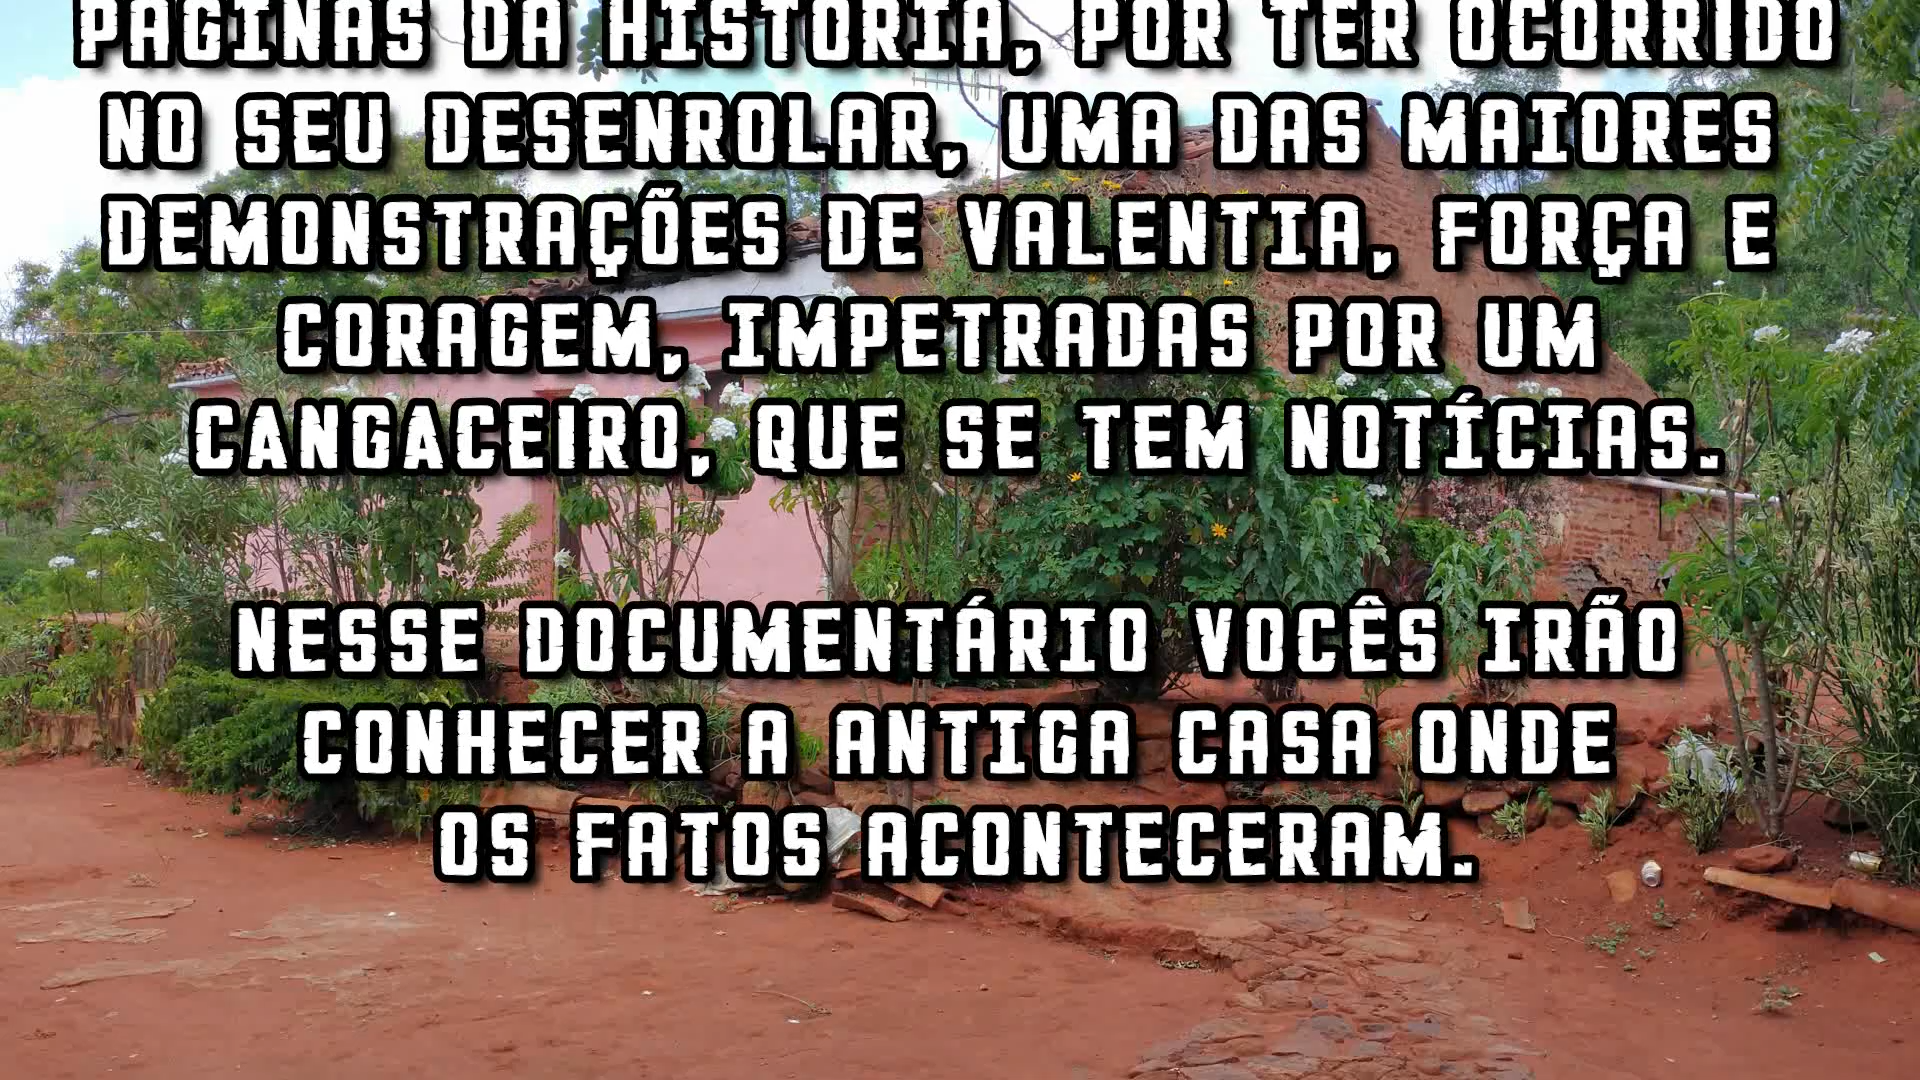 PÁGINAS DA HISTÓRIA, POR TER OCORRIDO
NO SEU DESENROLAR, UMA DAS MAIORES
DEMONSTRAÇÕES DE VALENTIA, FORÇA E
CORAGEM, IMPETRADAS POR UM
CANGACEIRO, QUE SE TEM NOTÍCIAS.
NESSE DOCUMENTÁRIO VOCÊS IRÃO
CONHECER A ANTIGA CASA ONDE
OS FATOS ACONTECERAM.